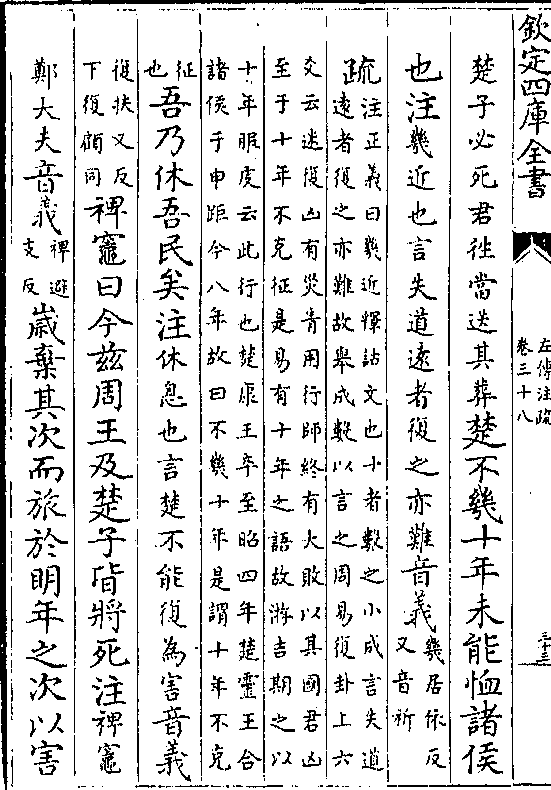 欽定四庫全書
左傳注疏
卷三十八
三十三
楚子必死君徃當送其葬楚不幾十年未能恤諸侯
也注幾近也言失道遠者復之亦難音義幾居依反
又音祈
疏注正義曰幾近釋詁文也十者數之小成言失道
遠者復之亦難故舉成數以言之周易復卦上六
爻云迷復凶有災眚用行師終有大敗以其國君凶
至于十年不克征是易有十年之語故游吉期之以
十年服䖍云此行也楚康王卒至昭四年楚靈王合
諸侯于申距今八年故曰不幾十年是謂十年不克
征
也吾乃休吾民矣注休息也言楚不能復為害音義
復扶又反
下復顧同裨竈曰今兹周王及楚子皆將死注裨竈
鄭大夫音義裨避
支反歲棄其次而旅於明年之次以害